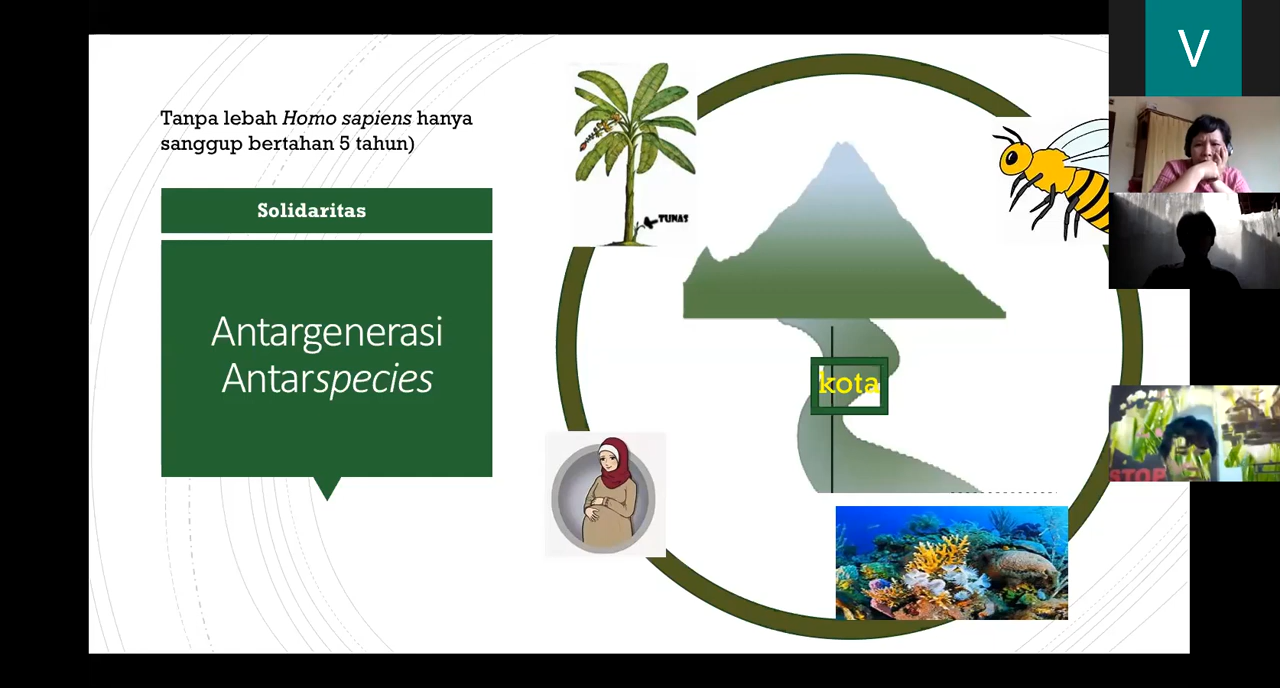 Tanpa lebah Homo sapiens hanya
sanggup bertahan 5 tahun)
Solidaritas
Antargenerasi
Antarspecies
TUNAS
kota
V
STOP